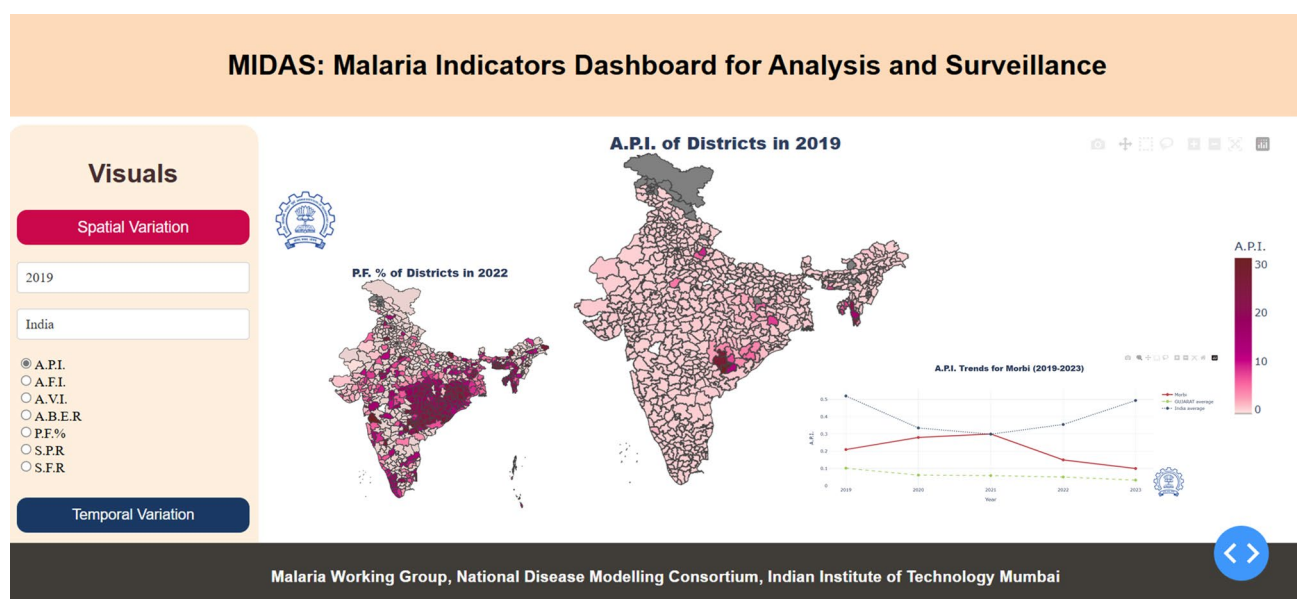 MIDAS: Malaria Indicators Dashboard for Analysis and Surveillance
Visuals
Spatial Variation
2019
India
A.P.I.
A.F.I.
A.V.I.
A.B.E.R
P.F.%
S.P.R
S.F.R
Temporal Variation
A.P.I. of Districts in 2019
P.F. % of Districts in 2022
A.P.I.
30
20
10
0
A.P.I. Trends for Morbi (2019-2023)
Morbi
GUJARAT average
India average
A.P.I.
0.5
0.4
0.3
0.2
0.1
0
2019 2020 2021 2022 2023
Year
Malaria Working Group, National Disease Modelling Consortium, Indian Institute of Technology Mumbai